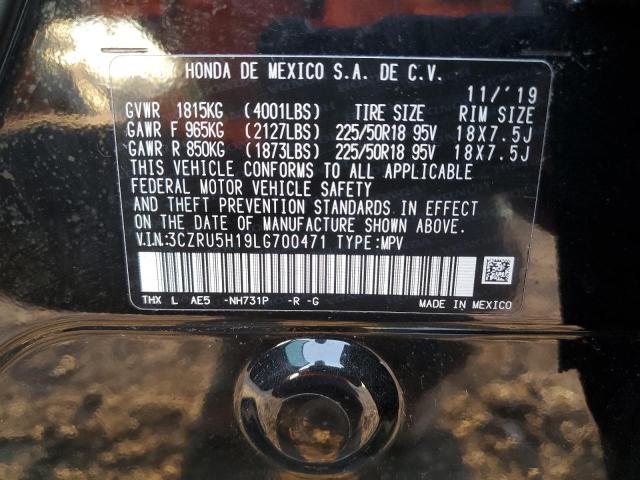 BY HONDA DE MEXICO S.A. DE C.V.
11/'19
GVWR 1815KG (4001LBS) TIRE SIZE RIM SIZE
GAWR F 965KG (2127LBS) 225/50R18 95V 18X7.5J
GAWR R 850KG (1873LBS) 225/50R18 95V 18X7.5J
THIS VEHICLE CONFORMS TO ALL APPLICABLE
FEDERAL MOTOR VEHICLE SAFETY
AND THEFT PREVENTION STANDARDS IN EFFECT
ON THE DATE OF MANUFACTURE SHOWN ABOVE.
V.I.N:3CZRU5H19LG700471 TYPE:MPV
THX L AE5 -NH731P -R -G
MADE IN MEXICO